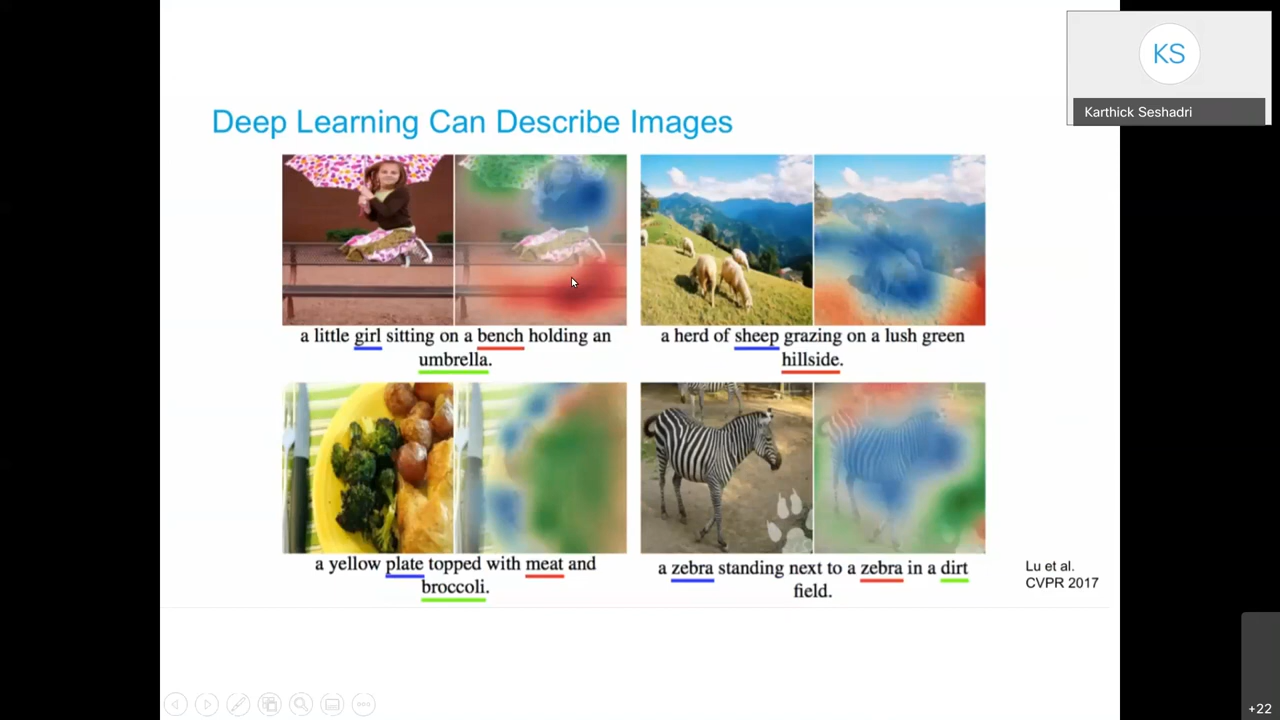 KS
Karthick Seshadri
Deep Learning Can Describe Images
a little girl sitting on a bench holding an
umbrella.
a herd of sheep grazing on a lush green
hillside.
a yellow plate topped with meat and
broccoli.
a zebra standing next to a zebra in a dirt
field.
Lu et al.
CVPR 2017
+22